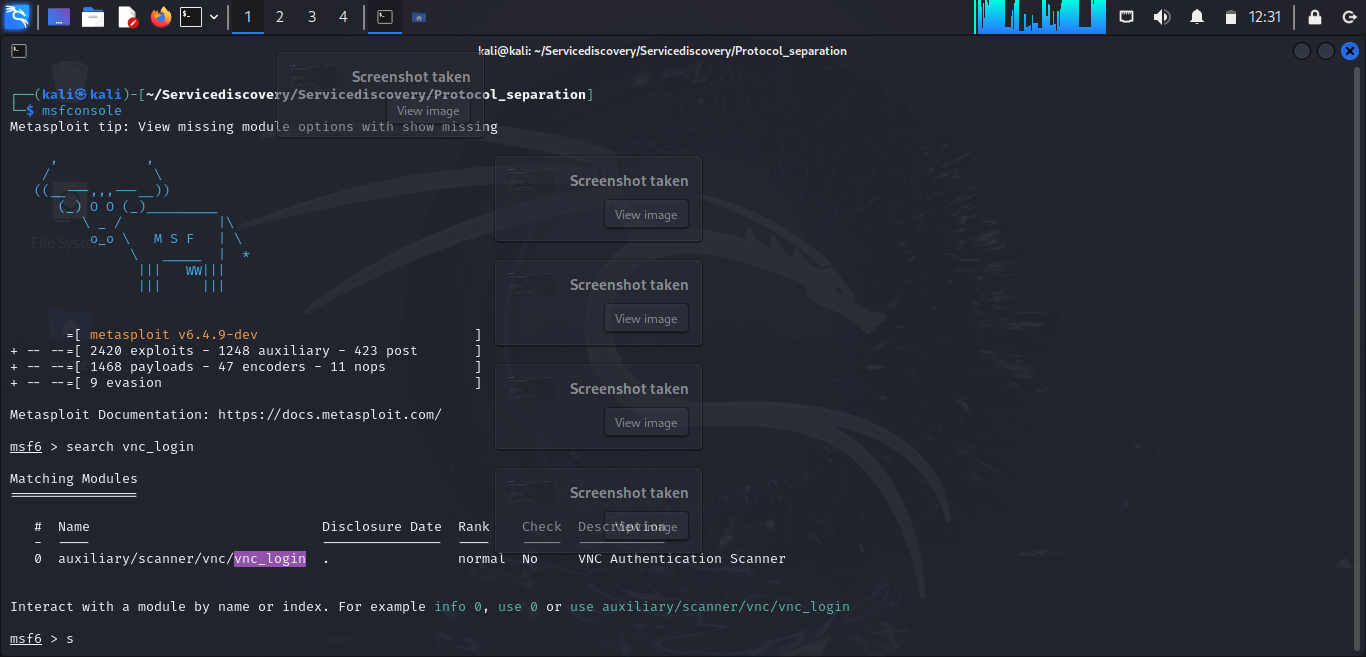 1 2 3 4 12:31
kali@kali: ~/Servicediscovery/Servicediscovery/Protocol_separation
Screenshot taken
View image
┌──(kali㉿kali)-[~/Servicediscovery/Servicediscovery/Protocol_separation]
└─$ msfconsole
Metasploit tip: View missing module options with show missing
Screenshot taken
View image
Screenshot taken
View image
Screenshot taken
View image
Screenshot taken
View image
File System
     ,           ,
    /             \
   ((__---,,,---__))
      (_) O O (_)_________
         \ _ /            |\
          o_o \   M S F   | \
               \   _____  |  *
                |||   WW|||
                |||     |||
=[ metasploit v6.4.9-dev ]
+ -- --=[ 2420 exploits - 1248 auxiliary - 423 post ]
+ -- --=[ 1468 payloads - 47 encoders - 11 nops ]
+ -- --=[ 9 evasion ]
Metasploit Documentation: https://docs.metasploit.com/
msf6 > search vnc_login
Matching Modules
================
# Name Disclosure Date Rank Check Description
- ---- --------------- ---- ----- -----------
0 auxiliary/scanner/vnc/vnc_login . normal No VNC Authentication Scanner
Interact with a module by name or index. For example info 0, use 0 or use auxiliary/scanner/vnc/vnc_login
msf6 > s